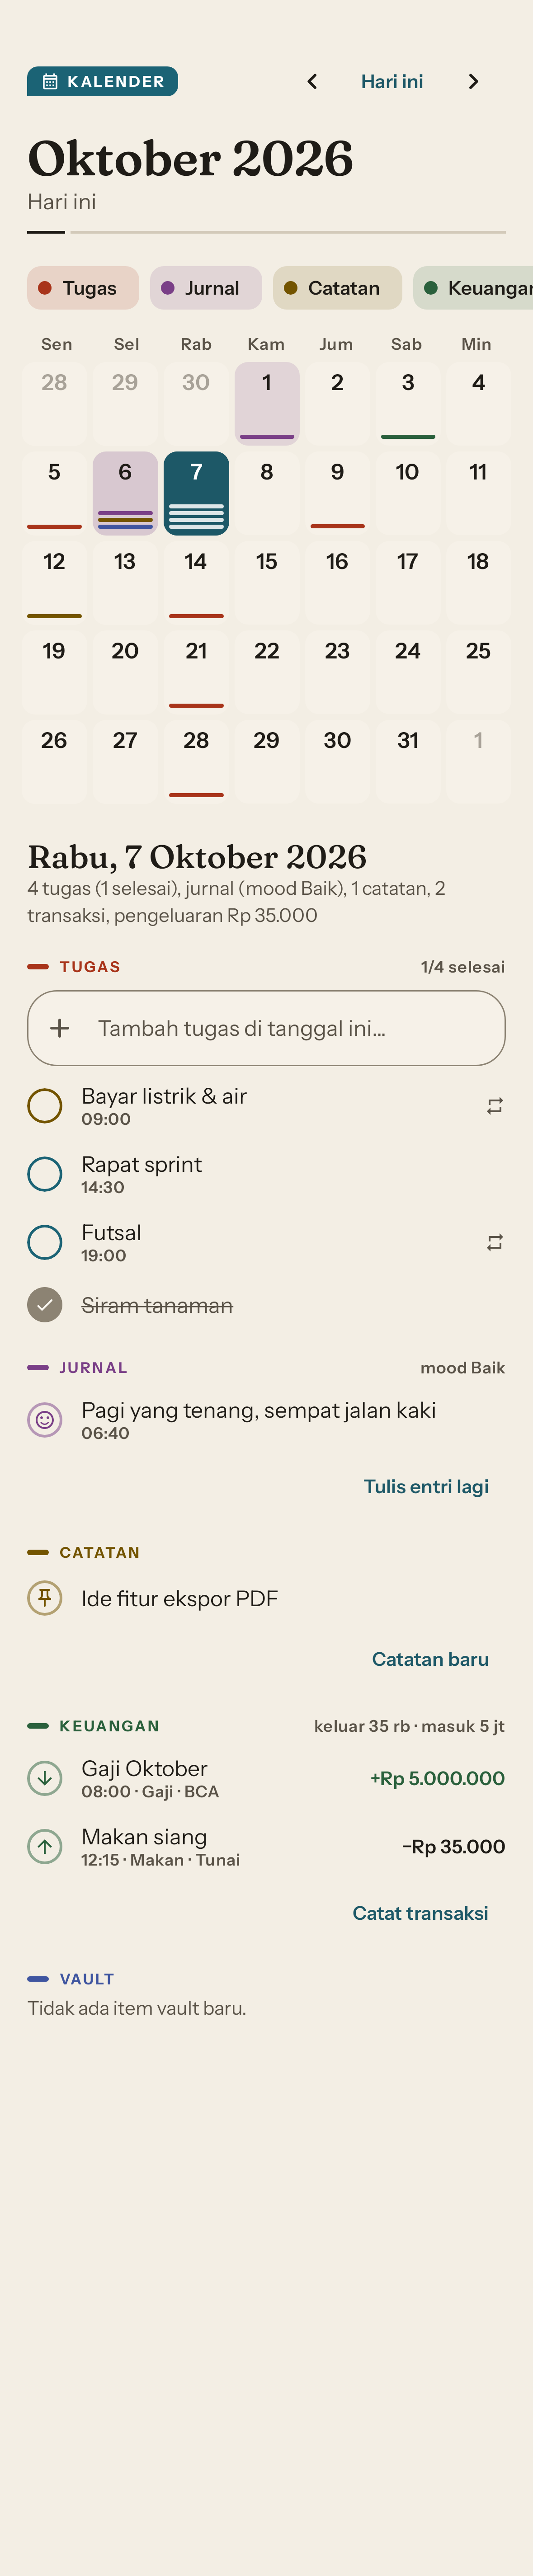 KALENDER
Hari ini
Oktober 2026
Hari ini
Tugas
Jurnal
Catatan
Keuangan
Sen Sel Rab Kam Jum Sab Min
28 29 30 1 2 3 4
5 6 7 8 9 10 11
12 13 14 15 16 17 18
19 20 21 22 23 24 25
26 27 28 29 30 31 1
Rabu, 7 Oktober 2026
4 tugas (1 selesai), jurnal (mood Baik), 1 catatan, 2
transaksi, pengeluaran Rp 35.000
TUGAS
1/4 selesai
Tambah tugas di tanggal ini...
Bayar listrik & air
09:00
Rapat sprint
14:30
Futsal
19:00
Siram tanaman
JURNAL
mood Baik
Pagi yang tenang, sempat jalan kaki
06:40
Tulis entri lagi
CATATAN
Ide fitur ekspor PDF
Catatan baru
KEUANGAN
keluar 35 rb · masuk 5 jt
Gaji Oktober
+Rp 5.000.000
08:00 · Gaji · BCA
Makan siang
−Rp 35.000
12:15 · Makan · Tunai
Catat transaksi
VAULT
Tidak ada item vault baru.